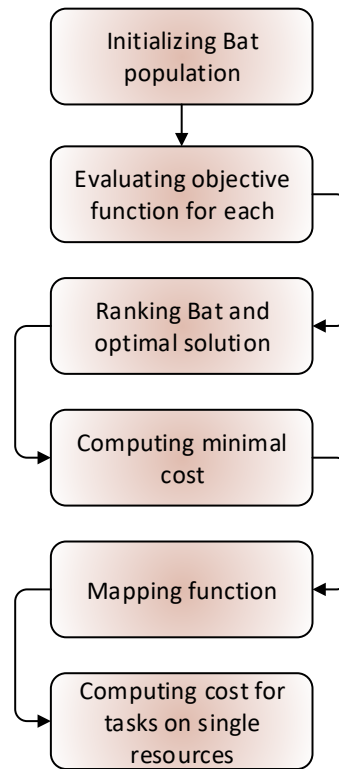 Initializing Bat
population
Evaluating objective
function for each
Ranking Bat and
optimal solution
Computing minimal
cost
Mapping function
Computing cost for
tasks on single
resources